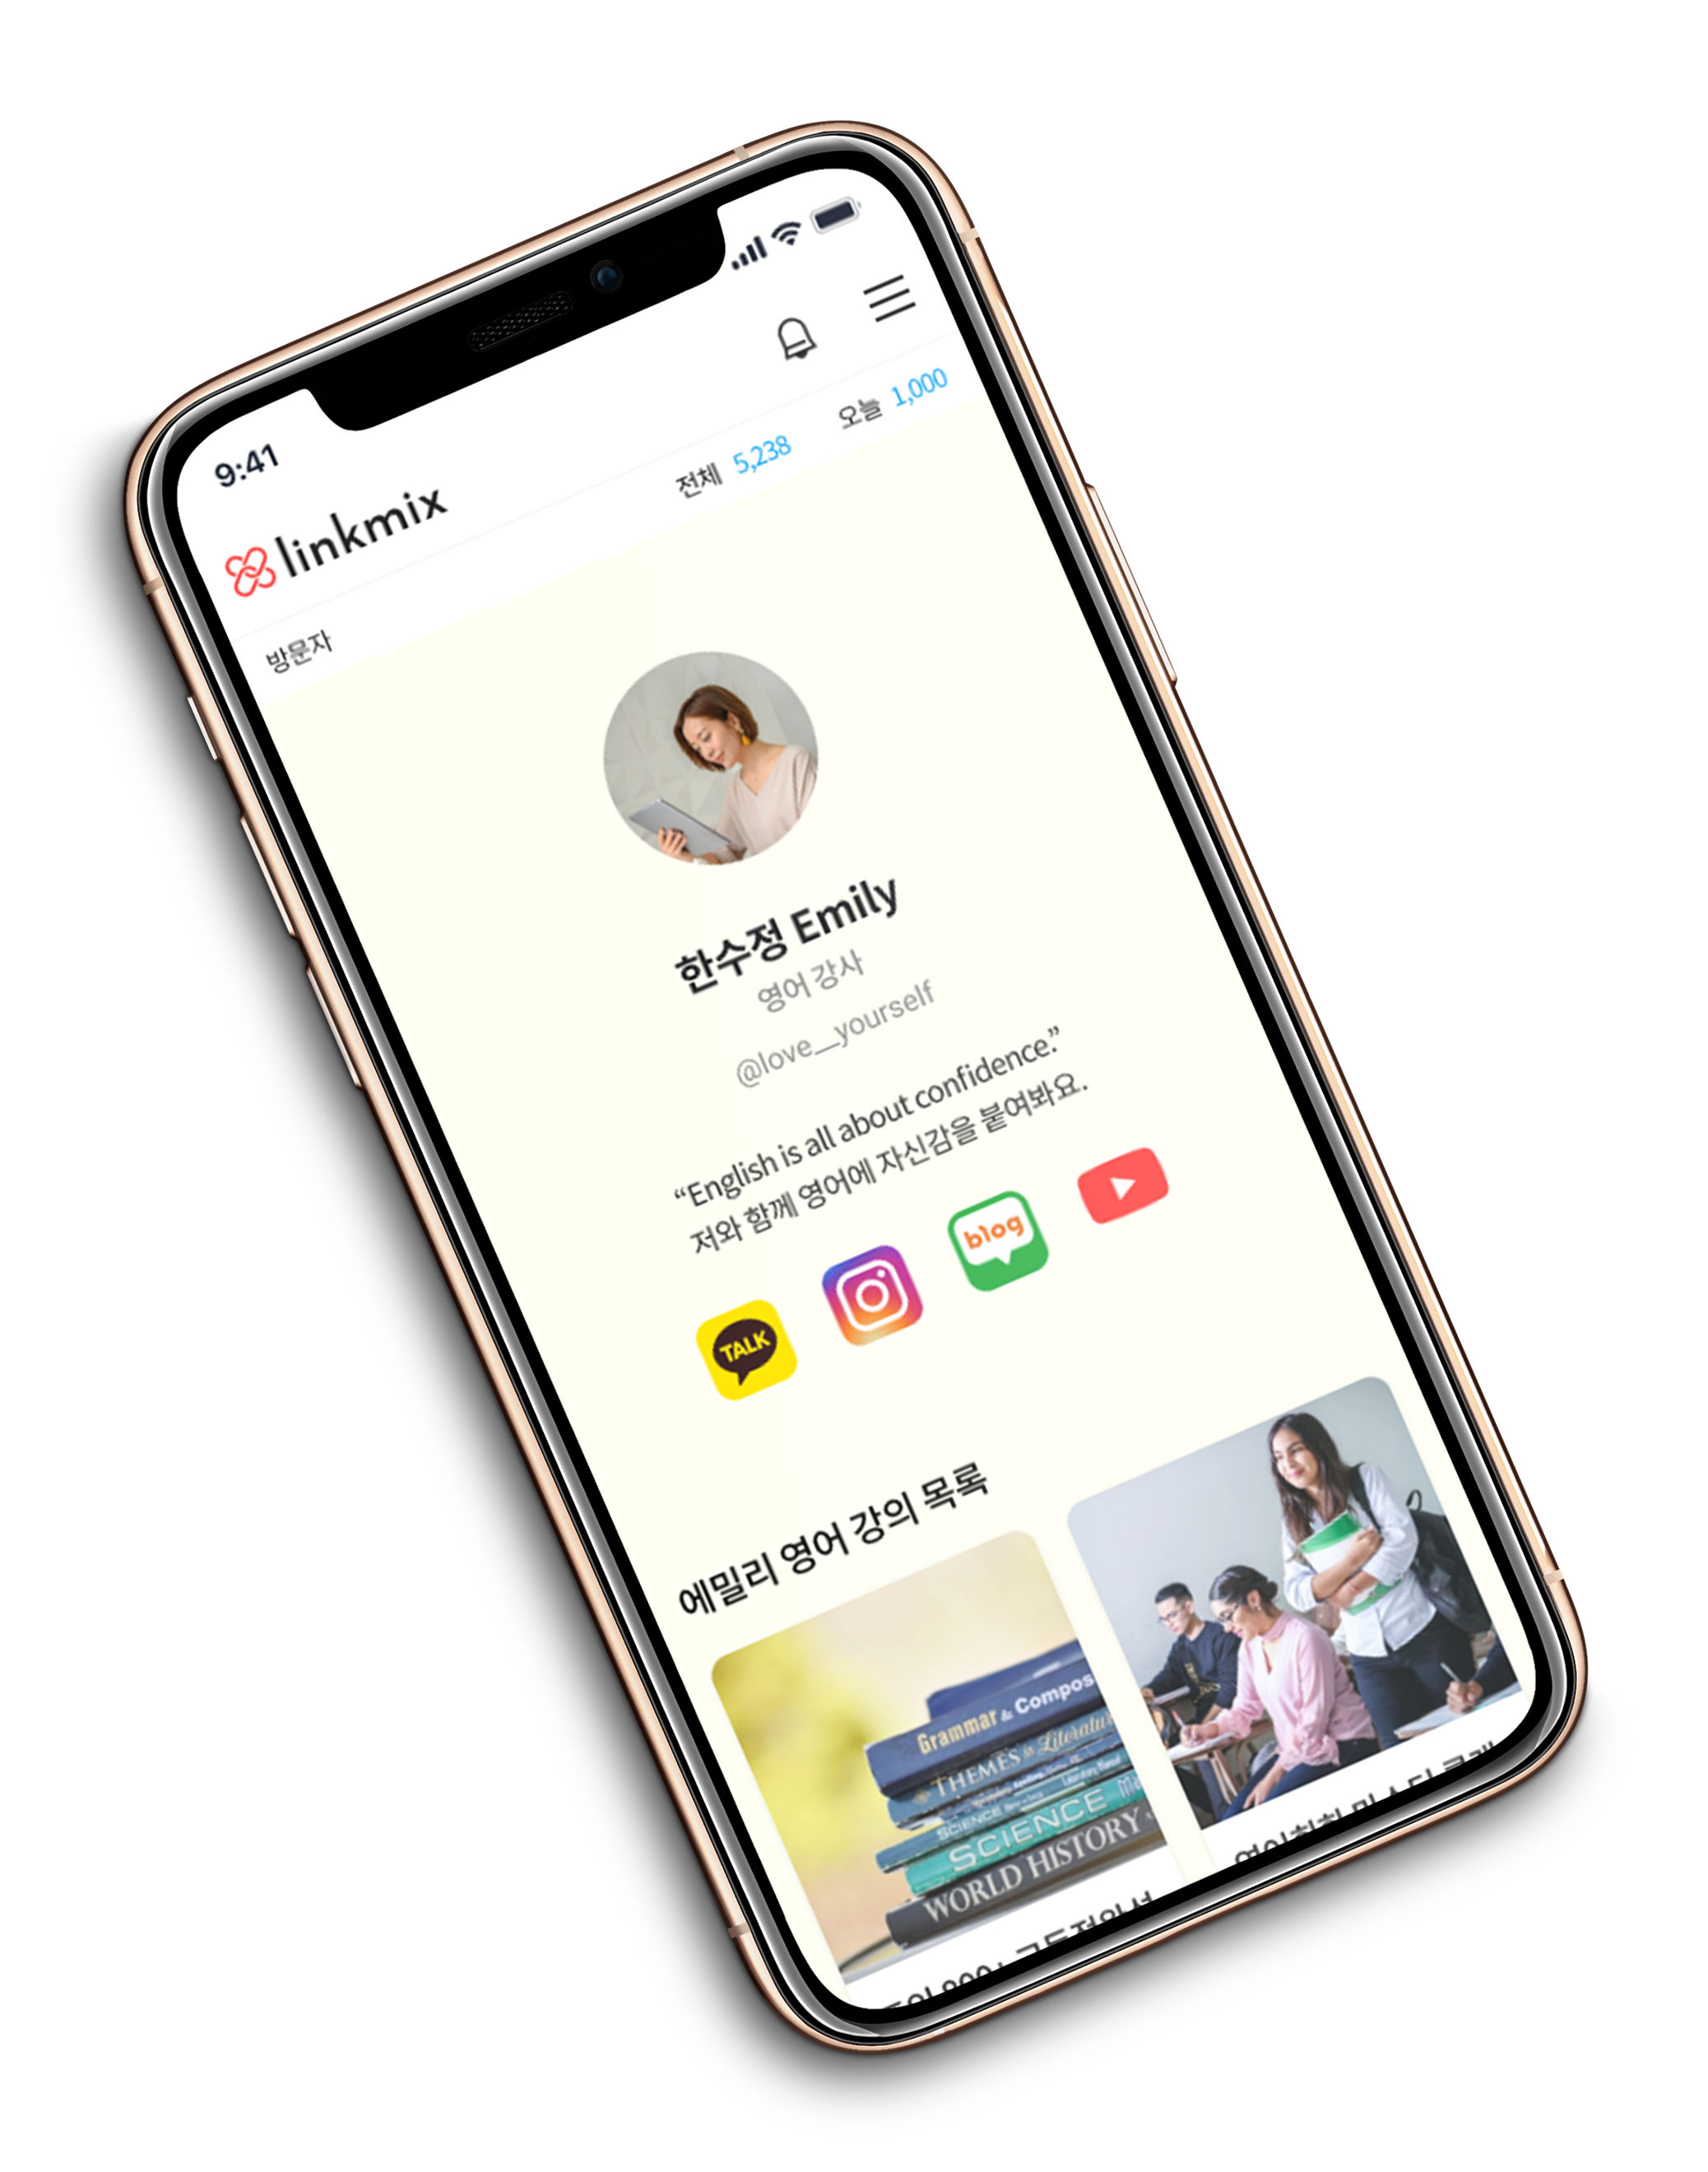 9:41
linkmix
방문자 전체 5,238 오늘 1,000
한수정 Emily
영어 강사
@love__yourself
“English is all about confidence.”
저와 함께 영어에 자신감을 붙여봐요.
TALK
blog
에밀리 영어 강의 목록
Grammar & Compos
THEMES in Literatu
SCIENCE
SCIENCE
WORLD HISTORY